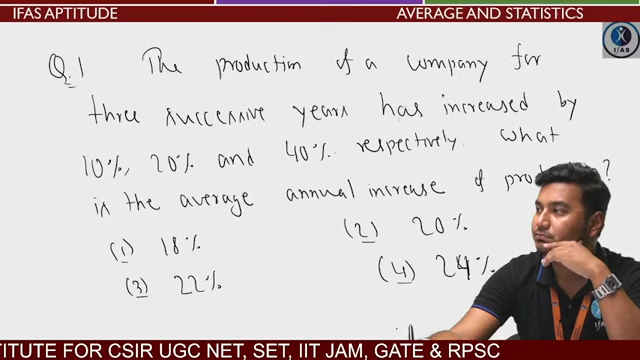 IFAS APTITUDE AVERAGE AND STATISTICS
IFAS
Q.1 The production of a company for
three successive years has increased by
10%, 20% and 40% respectively. What
is the average annual increase of
?
(1) 18% (2) 20%
(3) 22% (4) 24%
TITUTE FOR CSIR UGC NET, SET, IIT JAM, GATE & RPSC